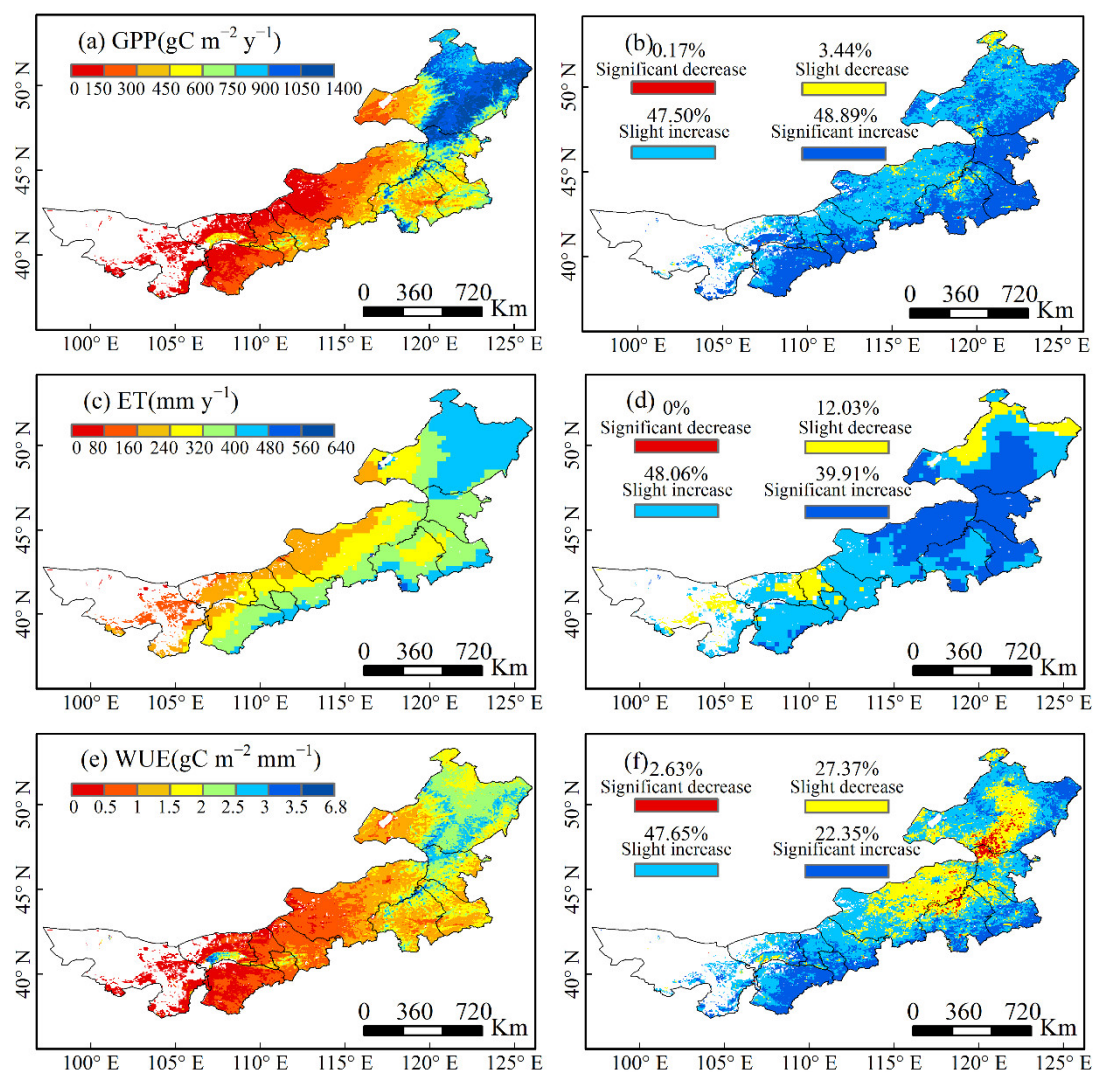 (a) GPP(gC m⁻² y⁻¹)
0 150 300 450 600 750 900 1050 1400
50° N
45° N
40° N
0 360 720
Km
100° E 105° E 110° E 115° E 120° E 125° E
(b)
0.17% 3.44%
Significant decrease Slight decrease
47.50% 48.89%
Slight increase Significant increase
50° N
45° N
40° N
0 360 720
Km
100° E 105° E 110° E 115° E 120° E 125° E
(c) ET(mm y⁻¹)
0 80 160 240 320 400 480 560 640
50° N
45° N
40° N
0 360 720
Km
100° E 105° E 110° E 115° E 120° E 125° E
(d)
0% 12.03%
Significant decrease Slight decrease
48.06% 39.91%
Slight increase Significant increase
50° N
45° N
40° N
0 360 720
Km
100° E 105° E 110° E 115° E 120° E 125° E
(e) WUE(gC m⁻² mm⁻¹)
0 0.5 1 1.5 2 2.5 3 3.5 6.8
50° N
45° N
40° N
0 360 720
Km
100° E 105° E 110° E 115° E 120° E 125° E
(f)
2.63% 27.37%
Significant decrease Slight decrease
47.65% 22.35%
Slight increase Significant increase
50° N
45° N
40° N
0 360 720
Km
100° E 105° E 110° E 115° E 120° E 125° E